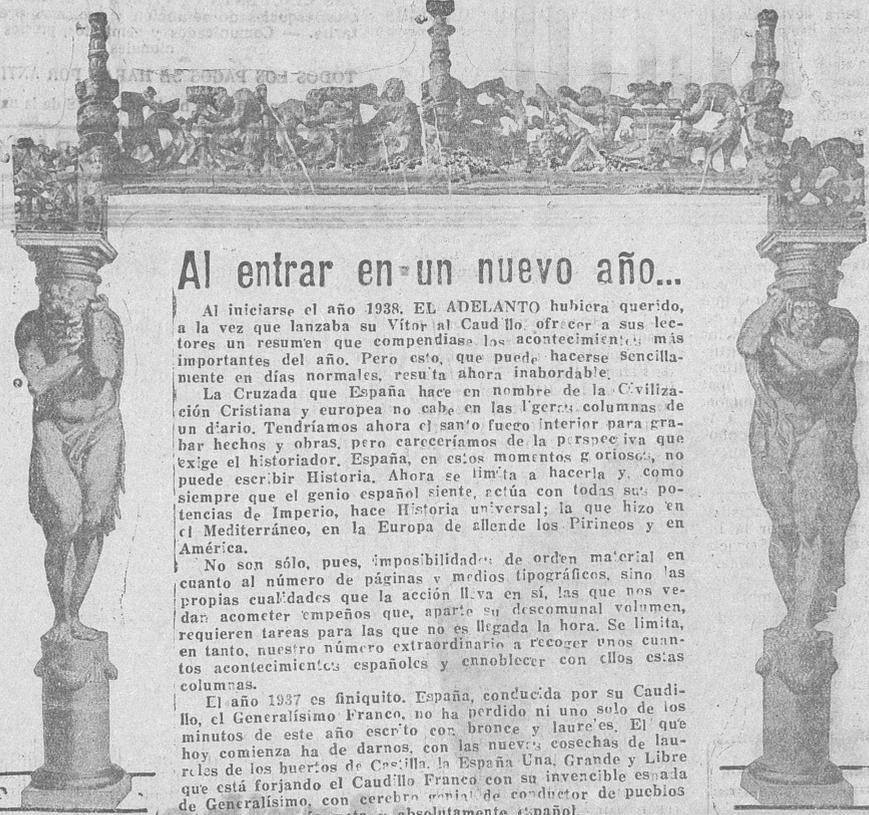 TODOS LOS PAGOS SE HARAN POR ANTI
Al entrar en un nuevo año...
Al iniciarse el año 1938. EL ADELANTO hubiera querido,
a la vez que lanzaba su Vítor al Caudillo, ofrecer a sus lec-
tores un resumen que compendiase los acontecimientos más
importantes del año. Pero esto, que puede hacerse sencilla-
mente en días normales, resulta ahora inabordable.
La Cruzada que España hace en nombre de la Civiliza-
ción Cristiana y europea no cabe en las ligeras columnas de
un diario. Tendríamos ahora el santo fuego interior para gra-
bar hechos y obras, pero careceríamos de la perspectiva que
exige el historiador. España, en estos momentos gloriosos, no
puede escribir Historia. Ahora se limita a hacerla y, como
siempre que el genio español siente, actúa con todas sus po-
tencias de Imperio, hace Historia universal; la que hizo en
el Mediterráneo, en la Europa de allende los Pirineos y en
América.
No son sólo, pues, imposibilidades de orden material en
cuanto al número de páginas y medios tipográficos, sino las
propias cualidades que la acción lleva en sí, las que nos ve-
dan acometer empeños que, aparte su descomunal volumen,
requieren tareas para las que no es llegada la hora. Se limita,
en tanto, nuestro número extraordinario a recoger unos cuan-
tos acontecimientos españoles y ennoblecer con ellos estas
columnas.
El año 1937 es finiquito. España, conducida por su Caudi-
llo, el Generalísimo Franco, no ha perdido ni uno solo de los
minutos de este año escrito con bronce y laureles. El que
hoy comienza ha de darnos, con las nuevas cosechas de lau-
reles de los huertos de Castilla, la España Una, Grande y Libre
que está forjando el Caudillo Franco con su invencible espada
de Generalísimo, con cerebro genial de conductor de pueblos
y absolutamente español.